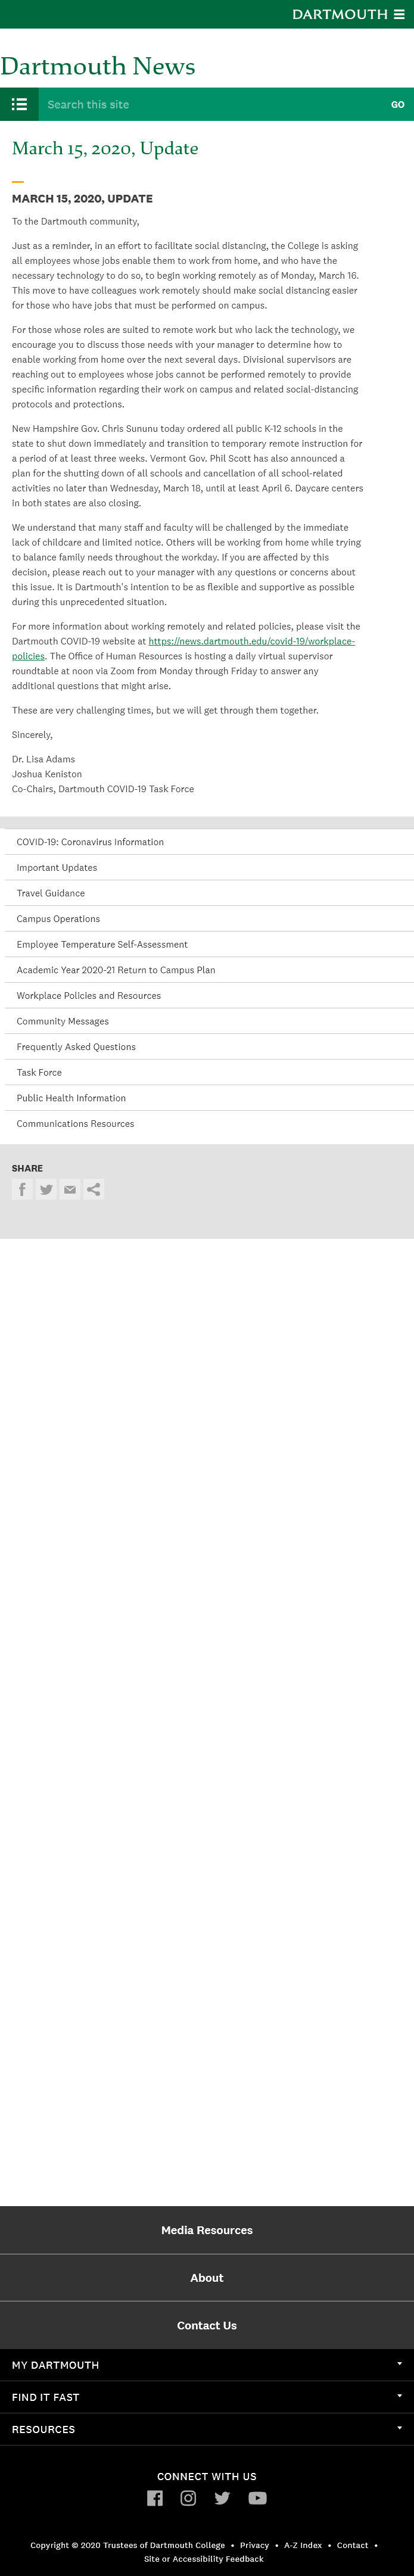 DARTMOUTH
Dartmouth News
Search this site
GO
March 15, 2020, Update
MARCH 15, 2020, UPDATE
To the Dartmouth community,
Just as a reminder, in an effort to facilitate social distancing, the College is asking
all employees whose jobs enable them to work from home, and who have the
necessary technology to do so, to begin working remotely as of Monday, March 16.
This move to have colleagues work remotely should make social distancing easier
for those who have jobs that must be performed on campus.
For those whose roles are suited to remote work but who lack the technology, we
encourage you to discuss those needs with your manager to determine how to
enable working from home over the next several days. Divisional supervisors are
reaching out to employees whose jobs cannot be performed remotely to provide
specific information regarding their work on campus and related social-distancing
protocols and protections.
New Hampshire Gov. Chris Sununu today ordered all public K-12 schools in the
state to shut down immediately and transition to temporary remote instruction for
a period of at least three weeks. Vermont Gov. Phil Scott has also announced a
plan for the shutting down of all schools and cancellation of all school-related
activities no later than Wednesday, March 18, until at least April 6. Daycare centers
in both states are also closing.
We understand that many staff and faculty will be challenged by the immediate
lack of childcare and limited notice. Others will be working from home while trying
to balance family needs throughout the workday. If you are affected by this
decision, please reach out to your manager with any questions or concerns about
this issue. It is Dartmouth's intention to be as flexible and supportive as possible
during this unprecedented situation.
For more information about working remotely and related policies, please visit the
Dartmouth COVID-19 website at https://news.dartmouth.edu/covid-19/workplace-
policies. The Office of Human Resources is hosting a daily virtual supervisor
roundtable at noon via Zoom from Monday through Friday to answer any
additional questions that might arise.
These are very challenging times, but we will get through them together.
Sincerely,
Dr. Lisa Adams
Joshua Keniston
Co-Chairs, Dartmouth COVID-19 Task Force
COVID-19: Coronavirus Information
Important Updates
Travel Guidance
Campus Operations
Employee Temperature Self-Assessment
Academic Year 2020-21 Return to Campus Plan
Workplace Policies and Resources
Community Messages
Frequently Asked Questions
Task Force
Public Health Information
Communications Resources
SHARE
Media Resources
About
Contact Us
MY DARTMOUTH
FIND IT FAST
RESOURCES
CONNECT WITH US
Copyright © 2020 Trustees of Dartmouth College • Privacy • A-Z Index • Contact •
Site or Accessibility Feedback